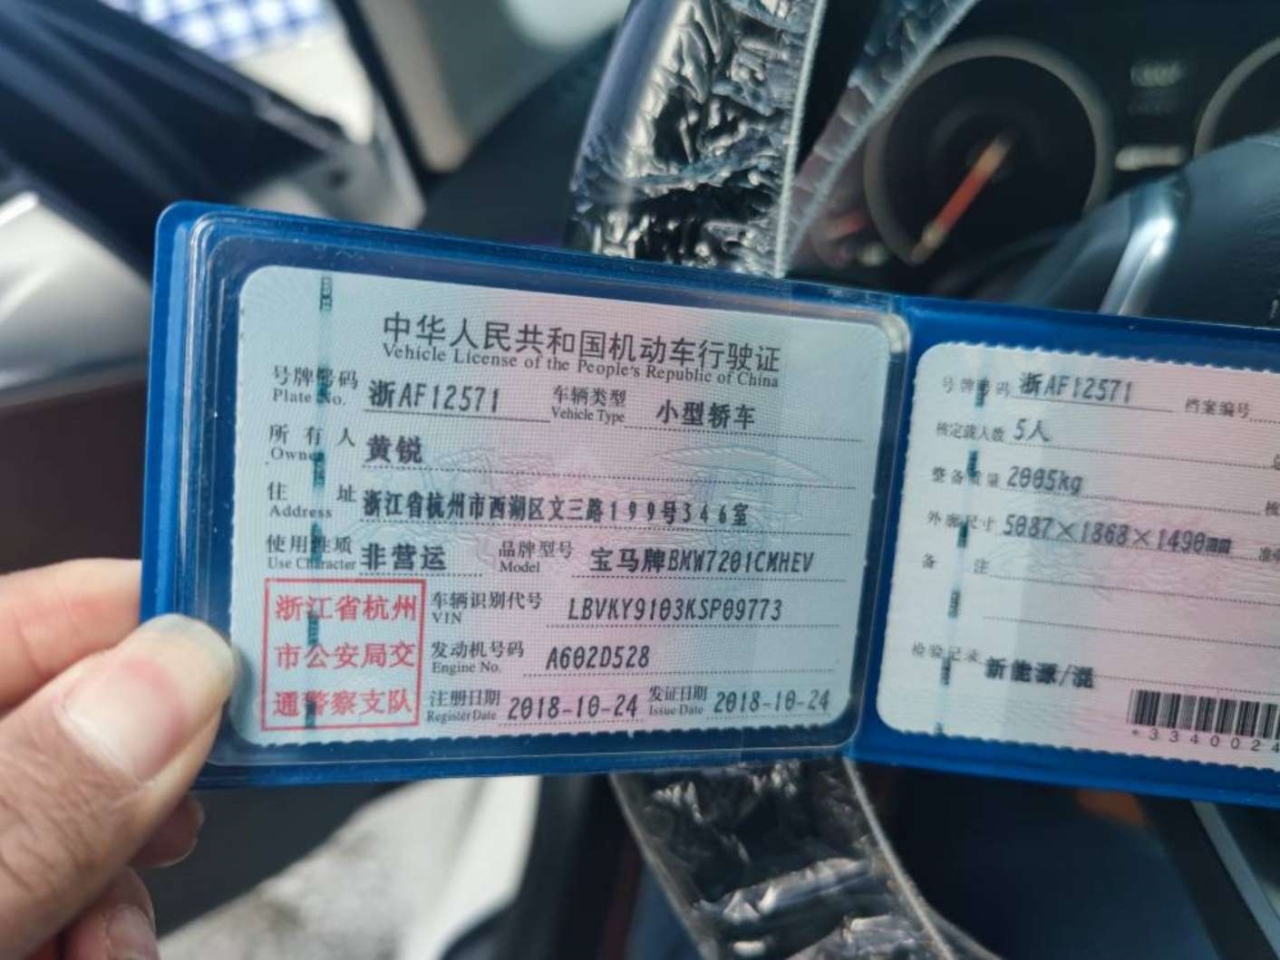 中华人民共和国机动车行驶证
Vehicle License of the People's Republic of China
号牌号码 浙AF12571 车辆类型 小型轿车
Plate No. Vehicle Type
所有人 黄锐
Owner
住址 浙江省杭州市西湖区文三路199号346室
Address
使用性质 非营运 品牌型号 宝马牌BMW7201CMHEV
Use Character Model
浙江省杭州
市公安局交
通警察支队
车辆识别代号 LBVKY9103KSP09773
VIN
发动机号码 A602D528
Engine No.
注册日期 2018-10-24 发证日期 2018-10-24
Register Date Issue Date
号牌号码 浙AF12571 档案编号
核定载人数 5人
整备质量 2005kg
外廓尺寸 5087×1868×1490
备注
检验记录 新能源/混
*334002